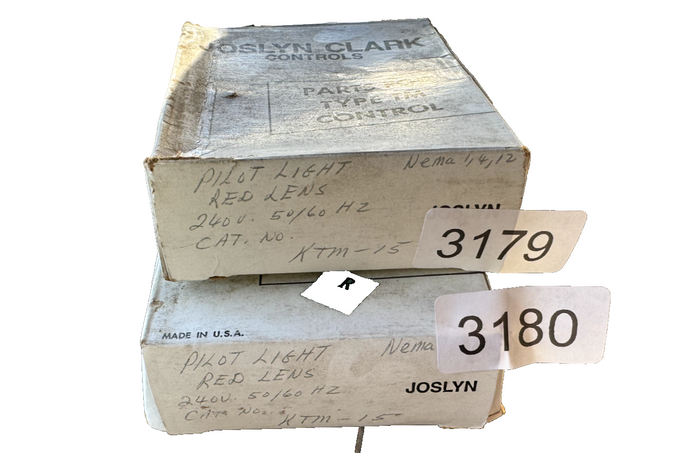 JOSLYN CLARK
CONTROLS
PARTS
TYPE
CONTROL
PILOT LIGHT Nema 1,4,12
RED LENS
240V. 50/60 HZ
JOSLYN
CAT. NO.
KTM-15
3179
R
3180
MADE IN U.S.A.
PILOT LIGHT Nema
RED LENS
240V. 50/60 HZ
JOSLYN
KTM-15